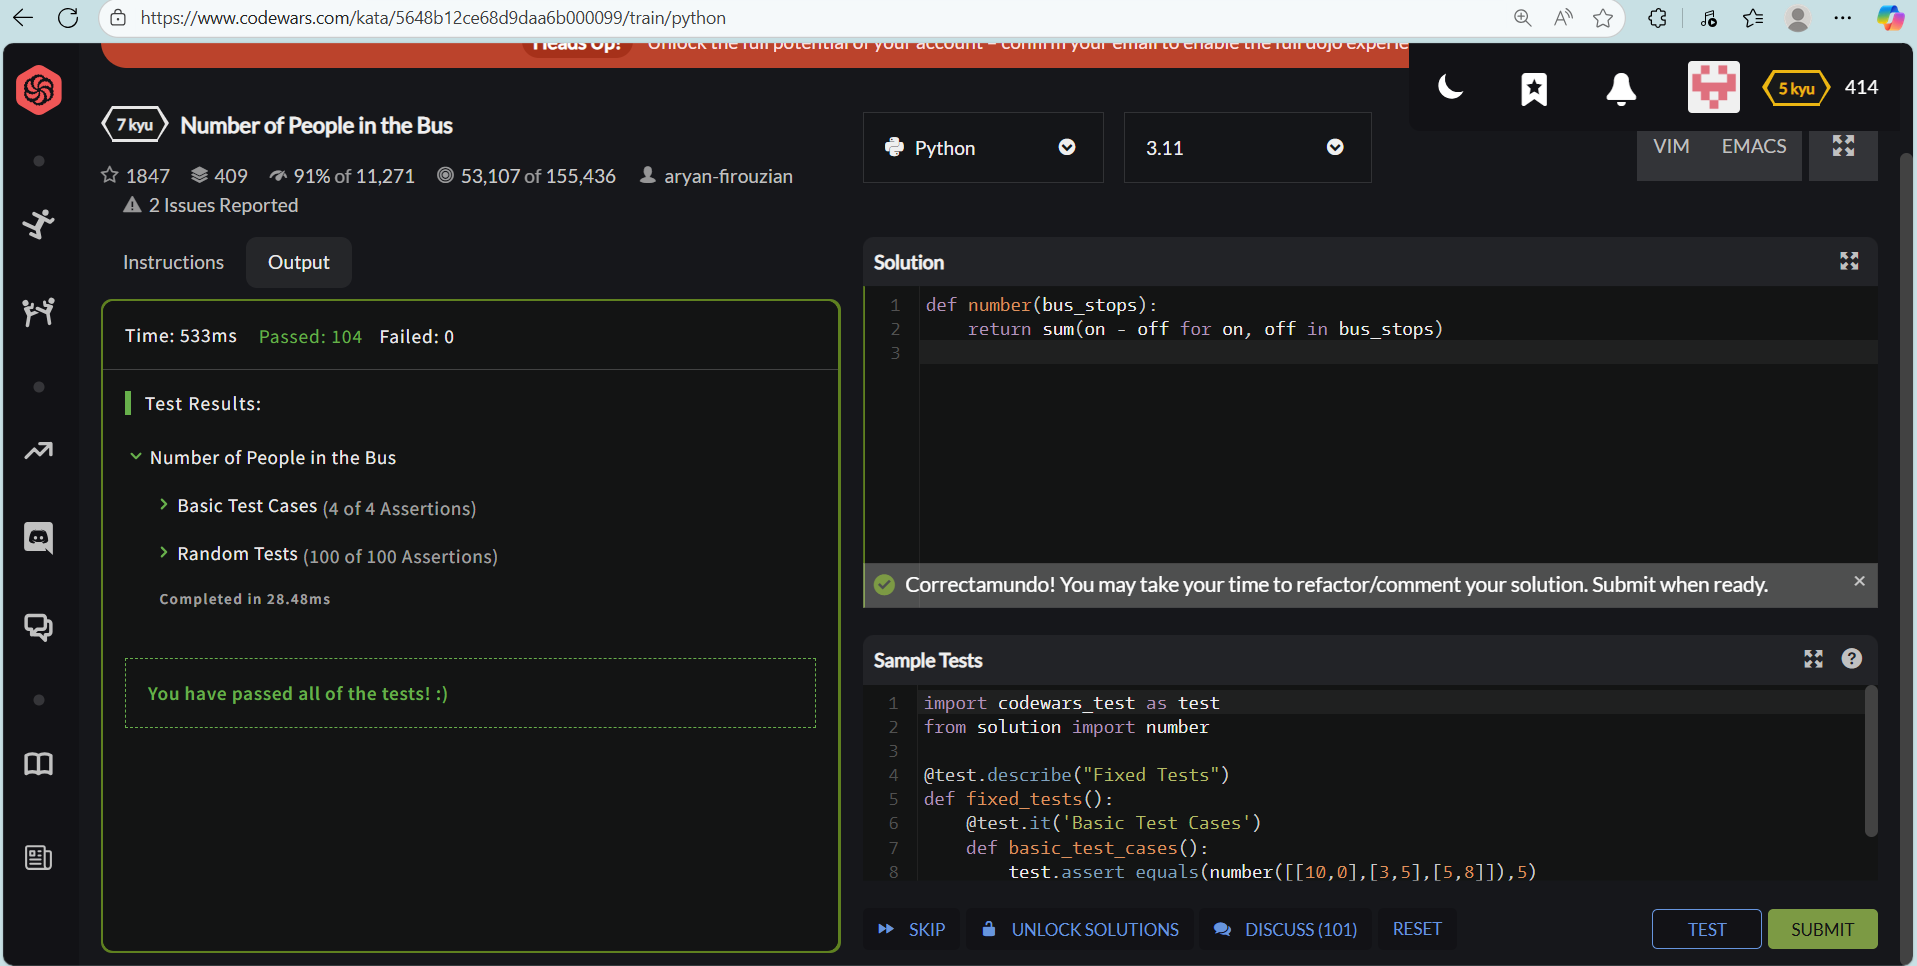 https://www.codewars.com/kata/5648b12ce68d9daa6b000099/train/python
Heads Up! Unlock the full potential of your account – confirm your email to enable the full dojo experie
5 kyu 414
7 kyu Number of People in the Bus
1847 409 91% of 11,271 53,107 of 155,436 aryan-firouzian
2 Issues Reported
Python 3.11 VIM EMACS
Instructions Output
Time: 533ms Passed: 104 Failed: 0
Test Results:
Number of People in the Bus
Basic Test Cases (4 of 4 Assertions)
Random Tests (100 of 100 Assertions)
Completed in 28.48ms
You have passed all of the tests! :)
Solution
1 def number(bus_stops):
2     return sum(on - off for on, off in bus_stops)
3
Correctamundo! You may take your time to refactor/comment your solution. Submit when ready. ×
Sample Tests ?
1 import codewars_test as test
2 from solution import number
3
4 @test.describe("Fixed Tests")
5 def fixed_tests():
6     @test.it('Basic Test Cases')
7     def basic_test_cases():
8         test.assert_equals(number([[10,0],[3,5],[5,8]]),5)
SKIP UNLOCK SOLUTIONS DISCUSS (101) RESET TEST SUBMIT